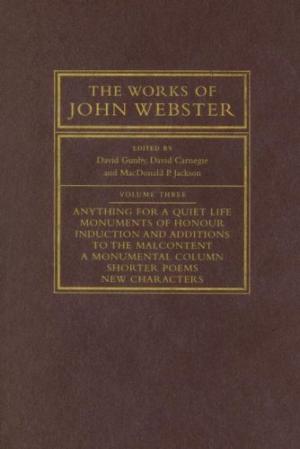 THE WORKS OF
JOHN WEBSTER
EDITED BY
David Gunby, David Carnegie
and MacDonald P. Jackson
VOLUME THREE
ANYTHING FOR A QUIET LIFE
MONUMENTS OF HONOUR
INDUCTION AND ADDITIONS
TO THE MALCONTENT
A MONUMENTAL COLUMN
SHORTER POEMS
NEW CHARACTERS